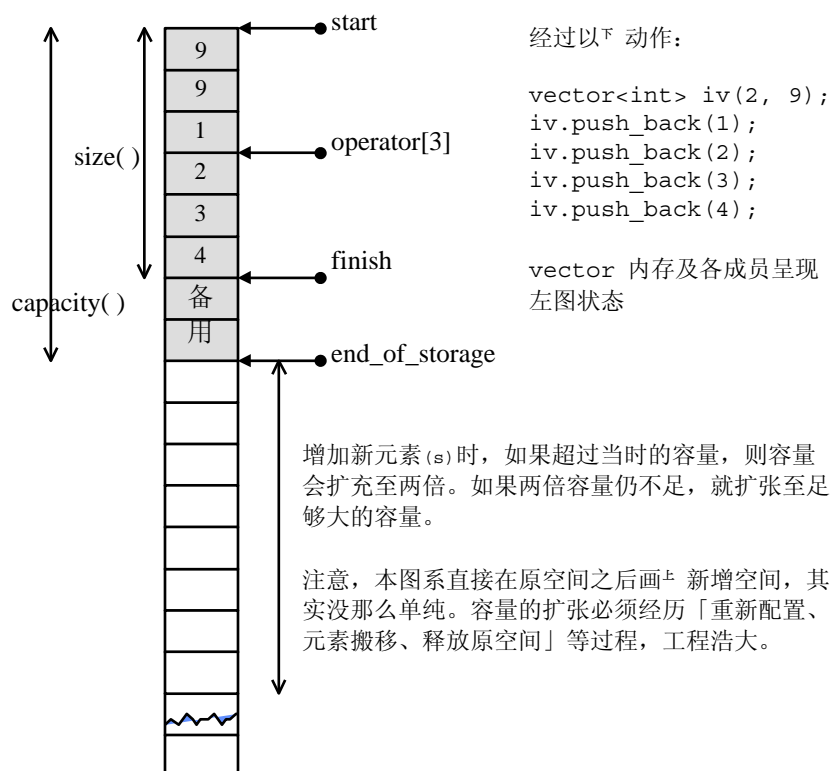 start
9
9
1
operator[3]
size( )
2
3
4
finish
capacity( )
备
用
end_of_storage
经过以下 动作：
vector<int> iv(2, 9);
iv.push_back(1);
iv.push_back(2);
iv.push_back(3);
iv.push_back(4);
vector 内存及各成员呈现
左图状态
增加新元素(s)时，如果超过当时的容量，则容量
会扩充至两倍。如果两倍容量仍不足，就扩张至足
够大的容量。
注意，本图系直接在原空间之后画上 新增空间，其
实没那么单纯。容量的扩张必须经历「重新配置、
元素搬移、释放原空间」等过程，工程浩大。